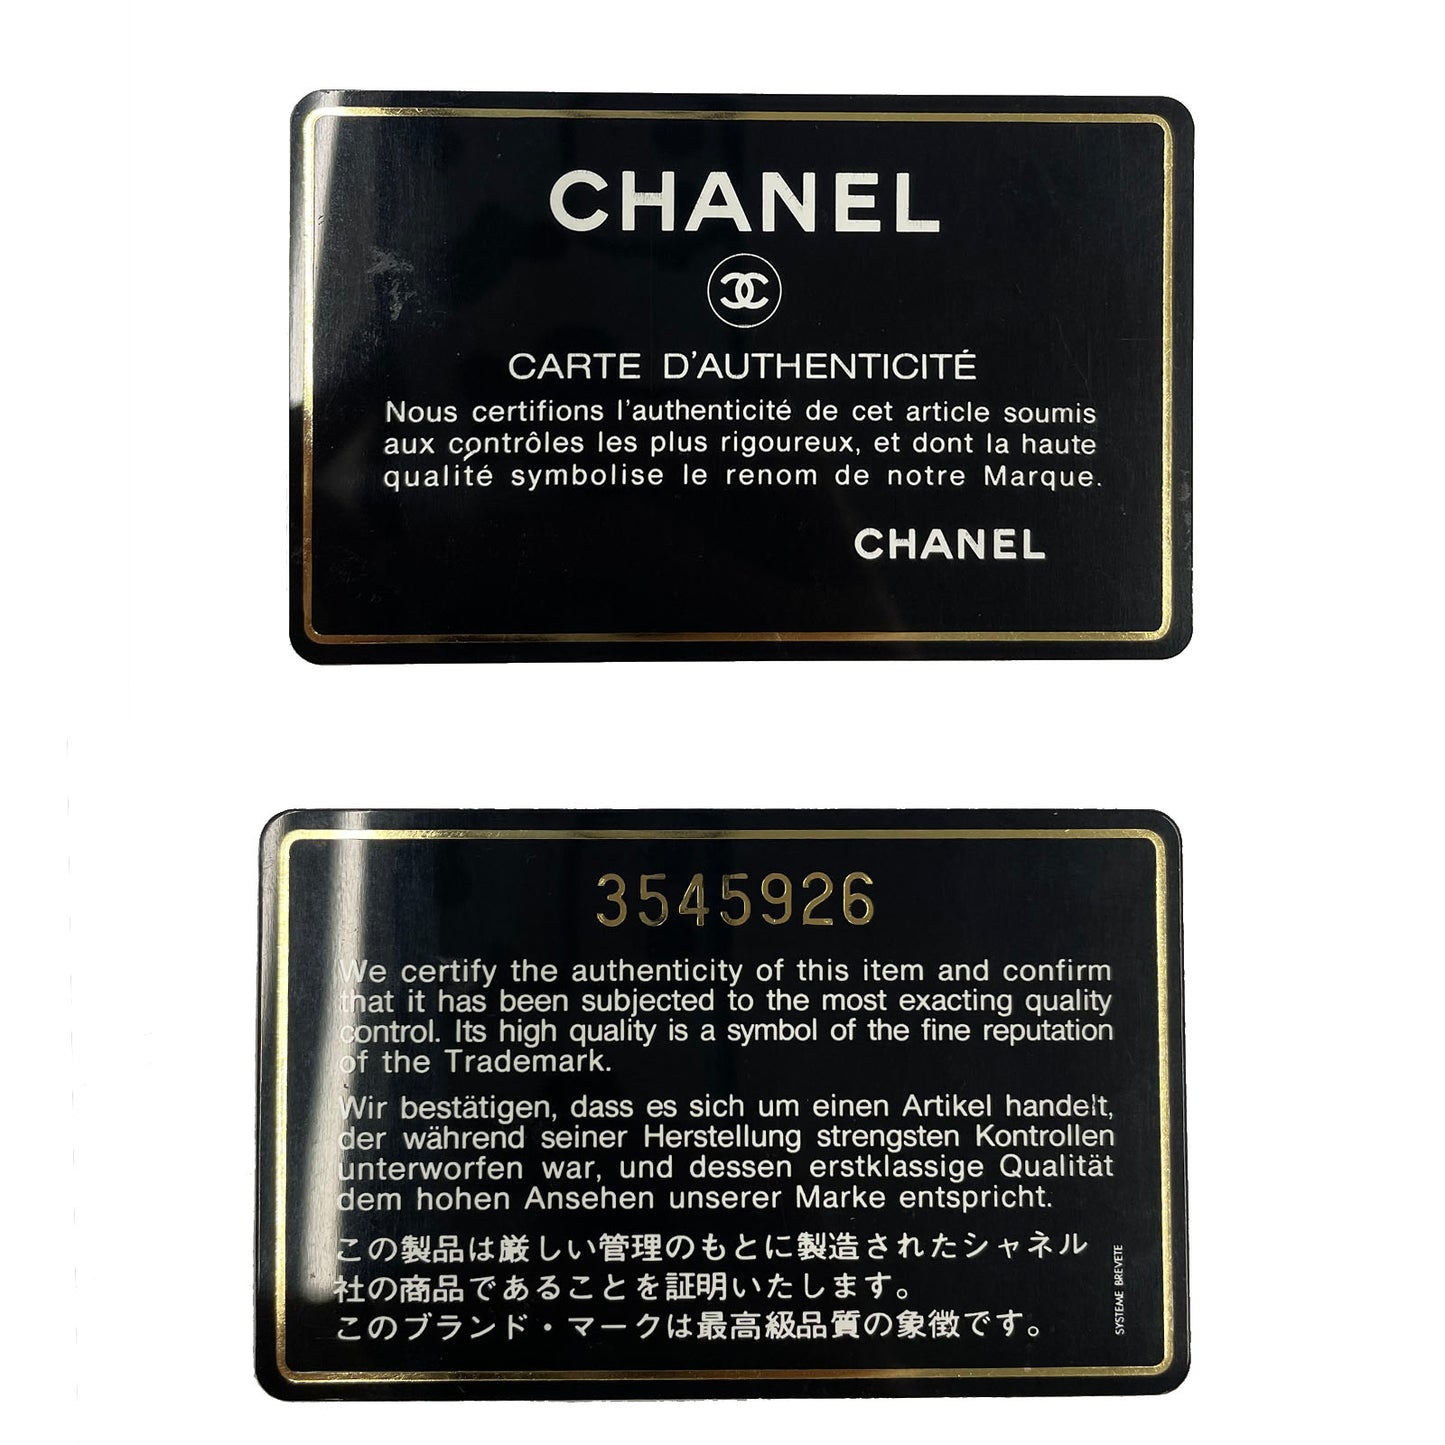 CHANEL
CARTE D'AUTHENTICITÉ
Nous certifions l'authenticité de cet article soumis
aux contrôles les plus rigoureux, et dont la haute
qualité symbolise le renom de notre Marque.
CHANEL
3545926
We certify the authenticity of this item and confirm
that it has been subjected to the most exacting quality
control. Its high quality is a symbol of the fine reputation
of the Trademark.
Wir bestätigen, dass es sich um einen Artikel handelt,
der während seiner Herstellung strengsten Kontrollen
unterworfen war, und dessen erstklassige Qualität
dem hohen Ansehen unserer Marke entspricht.
この製品は厳しい管理のもとに製造されたシャネル
社の商品であることを証明いたします。
このブランド・マークは最高級品質の象徴です。
SYSTEME BREVETE